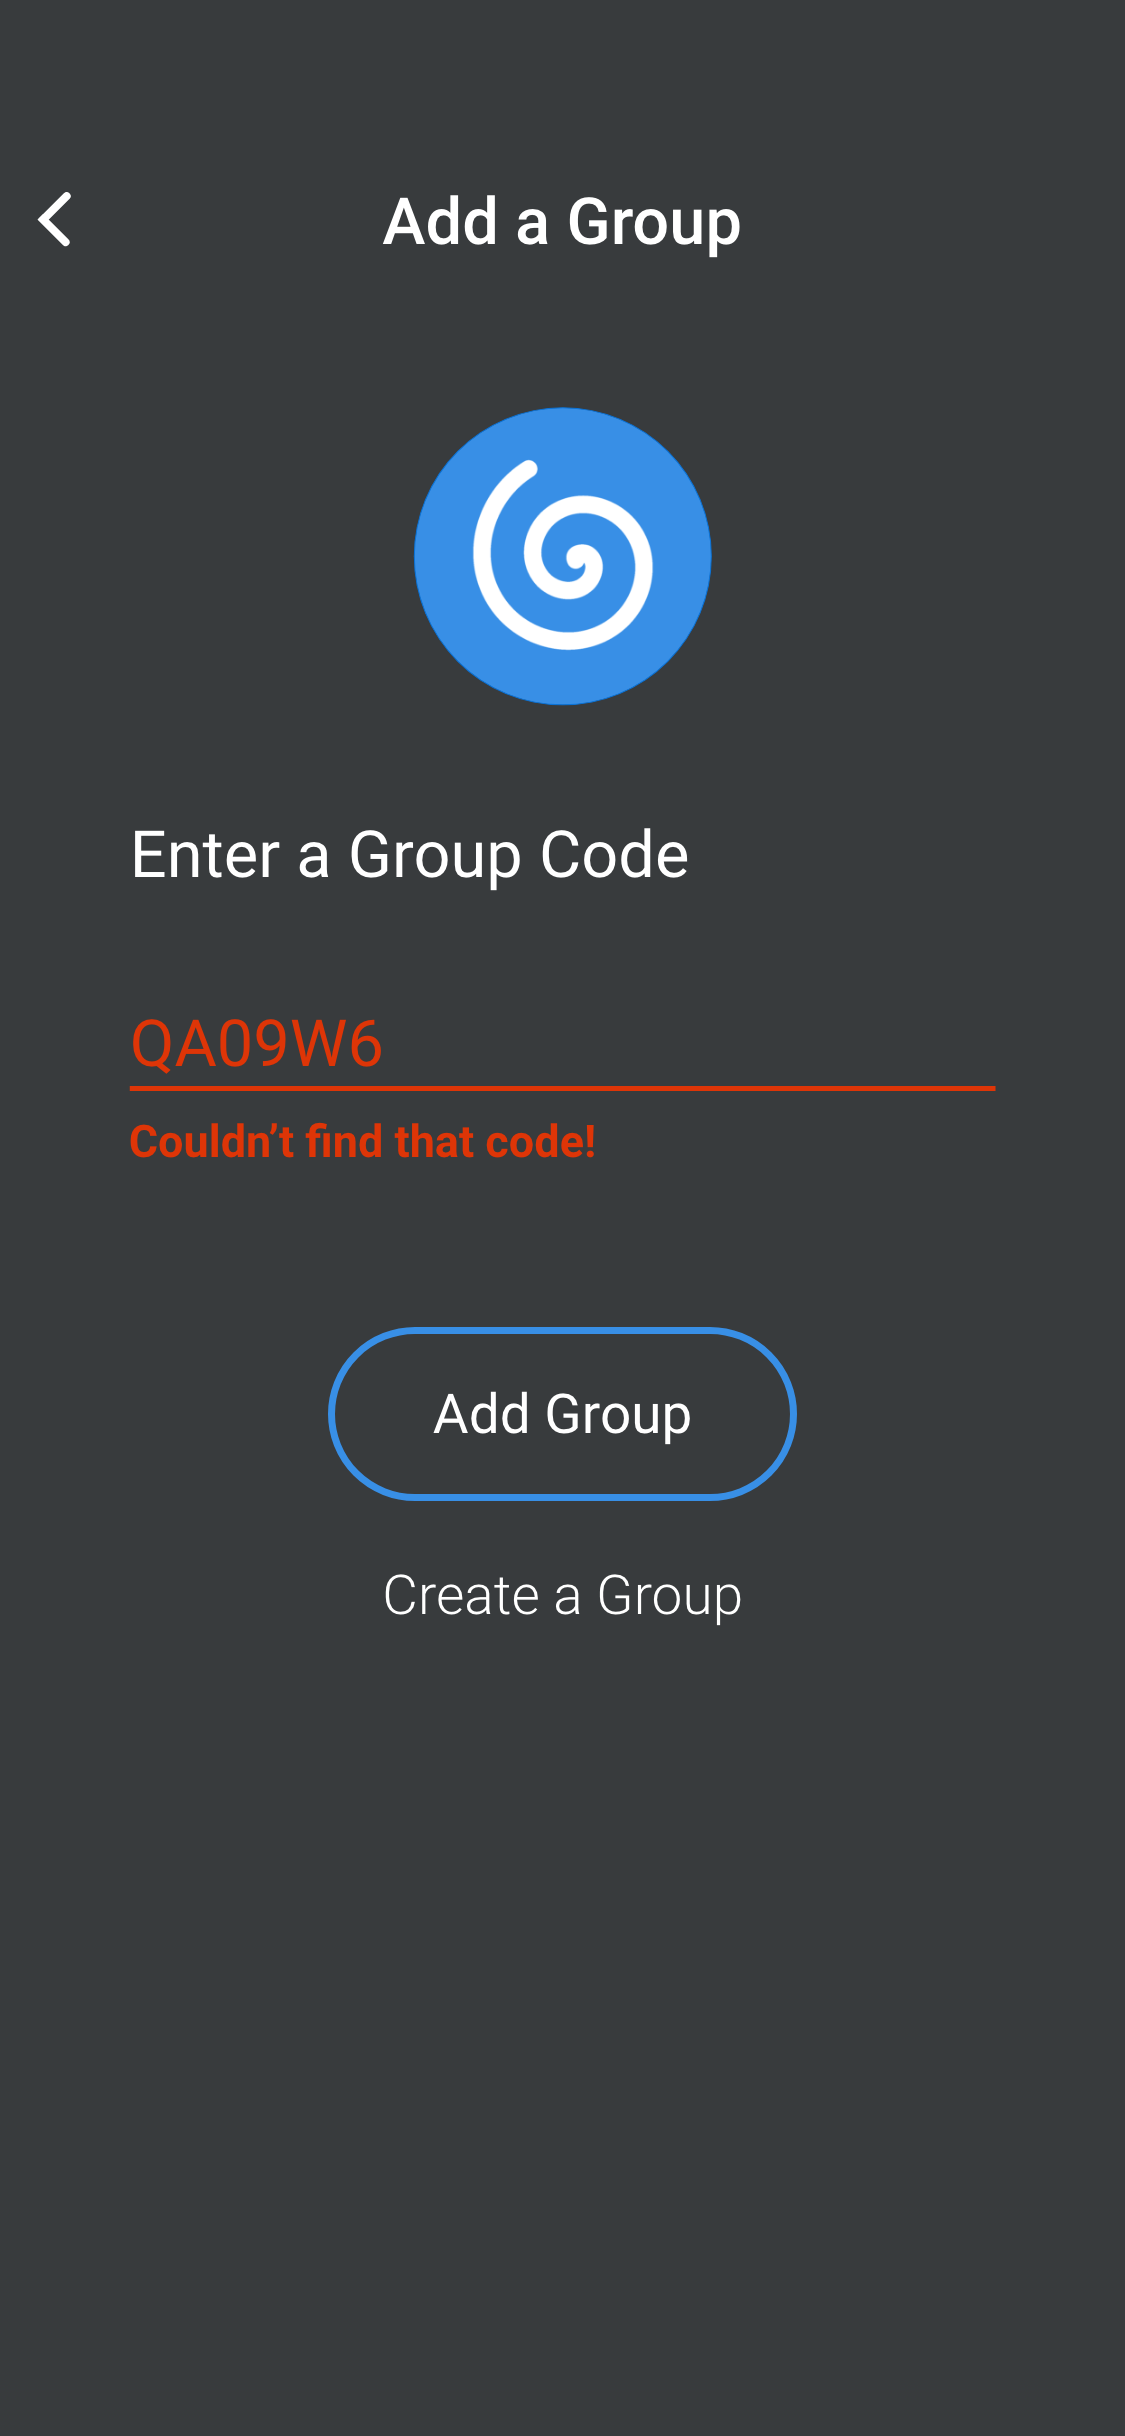 Add a Group
Enter a Group Code
QA09W6
Couldn’t find that code!
Add Group
Create a Group